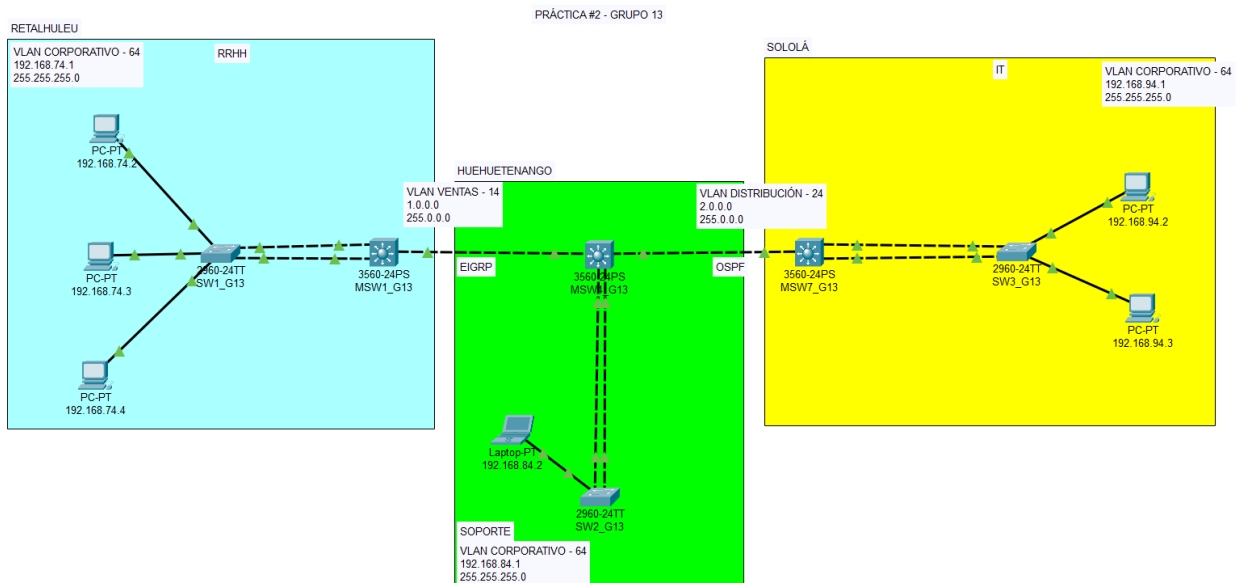 PRÁCTICA #2 - GRUPO 13
RETALHULEU
VLAN CORPORATIVO - 64
192.168.74.1
255.255.255.0
RRHH
PC-PT
192.168.74.2
PC-PT
192.168.74.3
PC-PT
192.168.74.4
2960-24TT
SW1_G13
3560-24PS
MSW1_G13
VLAN VENTAS - 14
1.0.0.0
255.0.0.0
HUEHUETENANGO
EIGRP
3560-24PS
MSW4_G13
OSPF
VLAN DISTRIBUCIÓN - 24
2.0.0.0
255.0.0.0
Laptop-PT
192.168.84.2
2960-24TT
SW2_G13
SOPORTE
VLAN CORPORATIVO - 64
192.168.84.1
255.255.255.0
SOLOLÁ
IT
VLAN CORPORATIVO - 64
192.168.94.1
255.255.255.0
3560-24PS
MSW7_G13
2960-24TT
SW3_G13
PC-PT
192.168.94.2
PC-PT
192.168.94.3